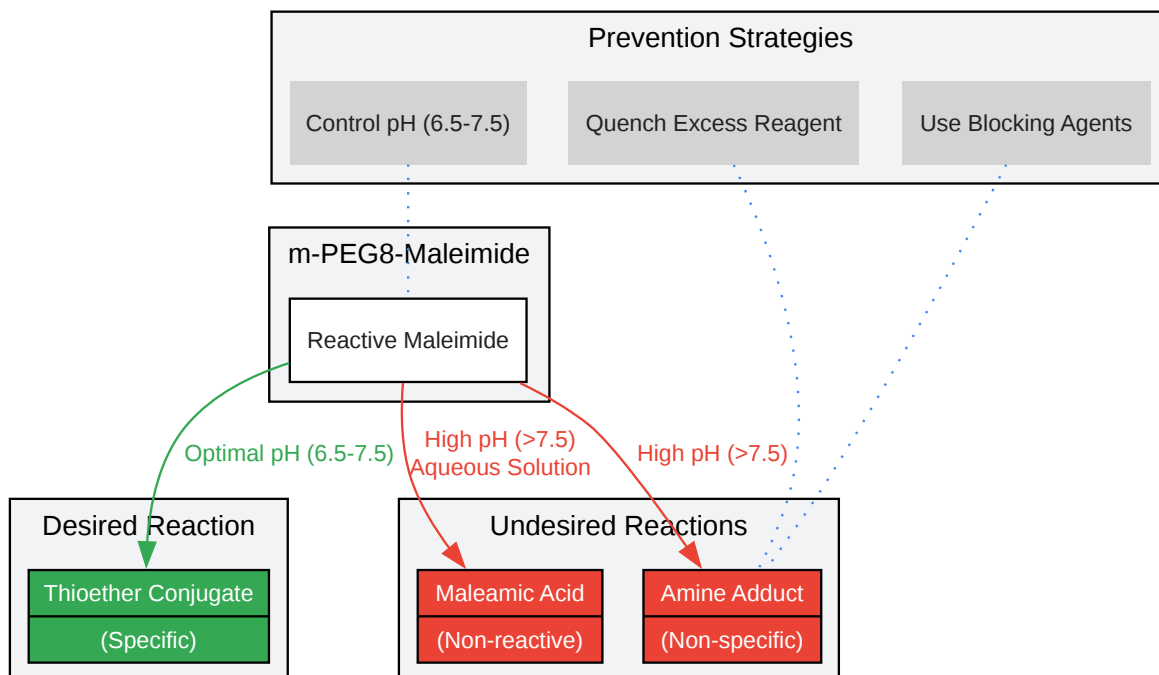 Prevention Strategies
Control pH (6.5-7.5)
Quench Excess Reagent
Use Blocking Agents
m-PEG8-Maleimide
Reactive Maleimide
Optimal pH (6.5-7.5)
High pH (>7.5)
Aqueous Solution
High pH (>7.5)
Desired Reaction
Undesired Reactions
Thioether Conjugate
(Specific)
Maleamic Acid
(Non-reactive)
Amine Adduct
(Non-specific)